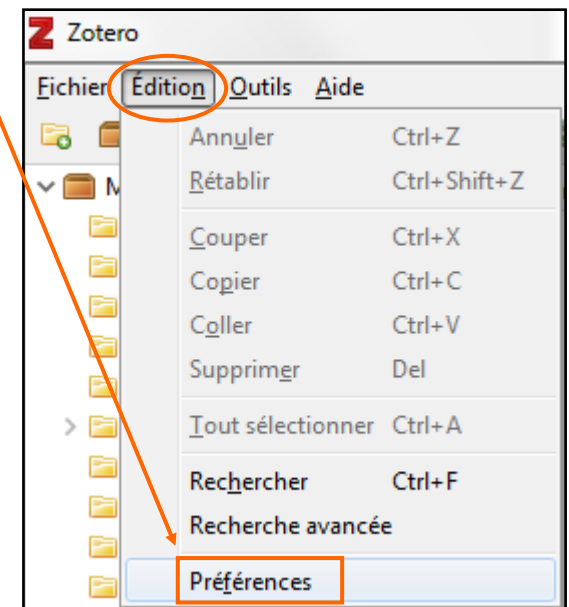 Zotero
Fichier Édition Outils Aide
Annuler Ctrl+Z
M
Rétablir Ctrl+Shift+Z
Couper Ctrl+X
Copier Ctrl+C
Coller Ctrl+V
Supprimer Del
Tout sélectionner Ctrl+A
Rechercher Ctrl+F
Recherche avancée
Préférences